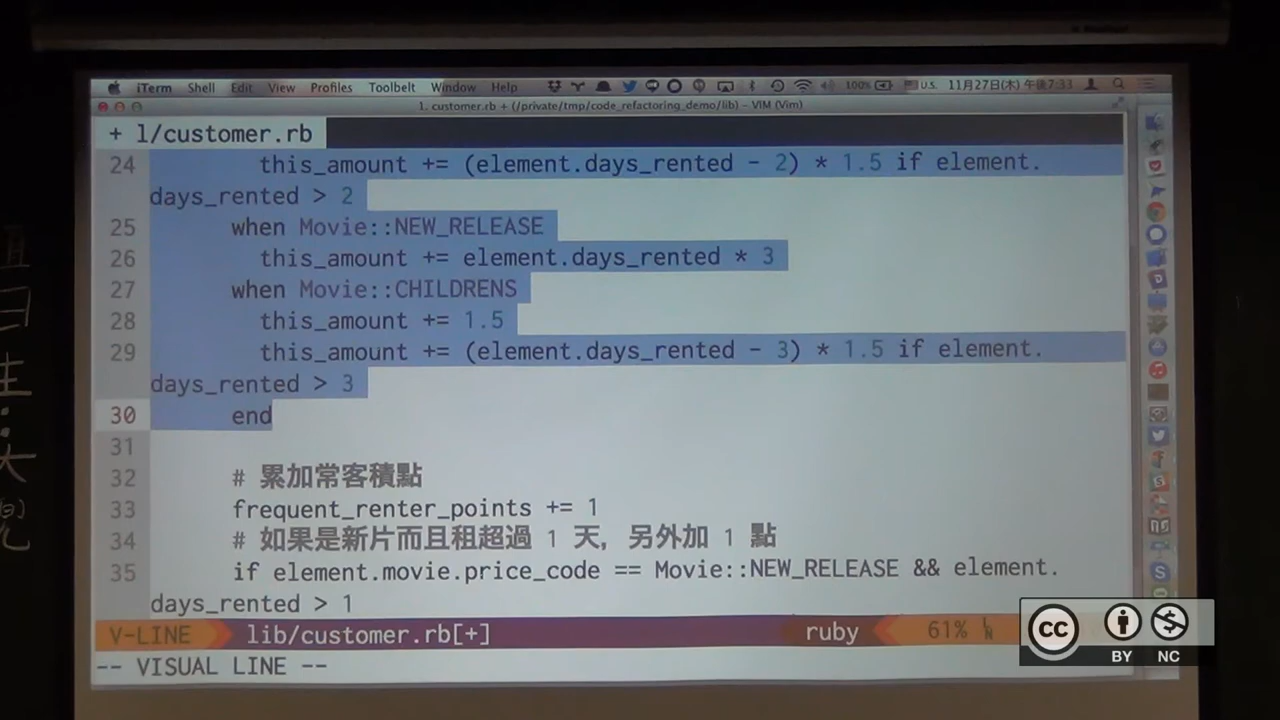 iTerm Shell Edit View Profiles Toolbelt Window Help 100% U.S. 11月27日(木) 午後7:33
1. customer.rb + (/private/tmp/code_refactoring_demo/lib) – VIM (Vim)
+ l/customer.rb
24 this_amount += (element.days_rented - 2) * 1.5 if element.
days_rented > 2
25 when Movie::NEW_RELEASE
26 this_amount += element.days_rented * 3
27 when Movie::CHILDRENS
28 this_amount += 1.5
29 this_amount += (element.days_rented - 3) * 1.5 if element.
days_rented > 3
30 end
31
32 # 累加常客積點
33 frequent_renter_points += 1
34 # 如果是新片而且租超過 1 天, 另外加 1 點
35 if element.movie.price_code == Movie::NEW_RELEASE && element.
days_rented > 1
V-LINE lib/customer.rb[+] ruby 61%
-- VISUAL LINE --
cc
BY NC